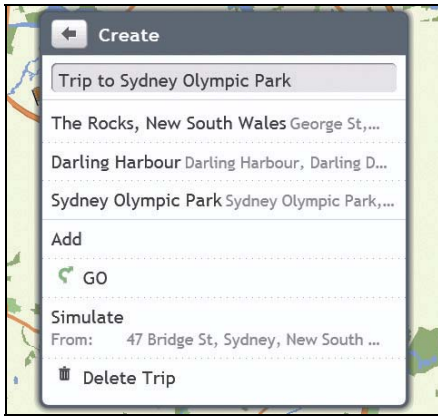 Create
Trip to Sydney Olympic Park
The Rocks, New South Wales George St,...
Darling Harbour Darling Harbour, Darling D...
Sydney Olympic Park Sydney Olympic Park,...
Add
GO
Simulate
From: 47 Bridge St, Sydney, New South ...
Delete Trip